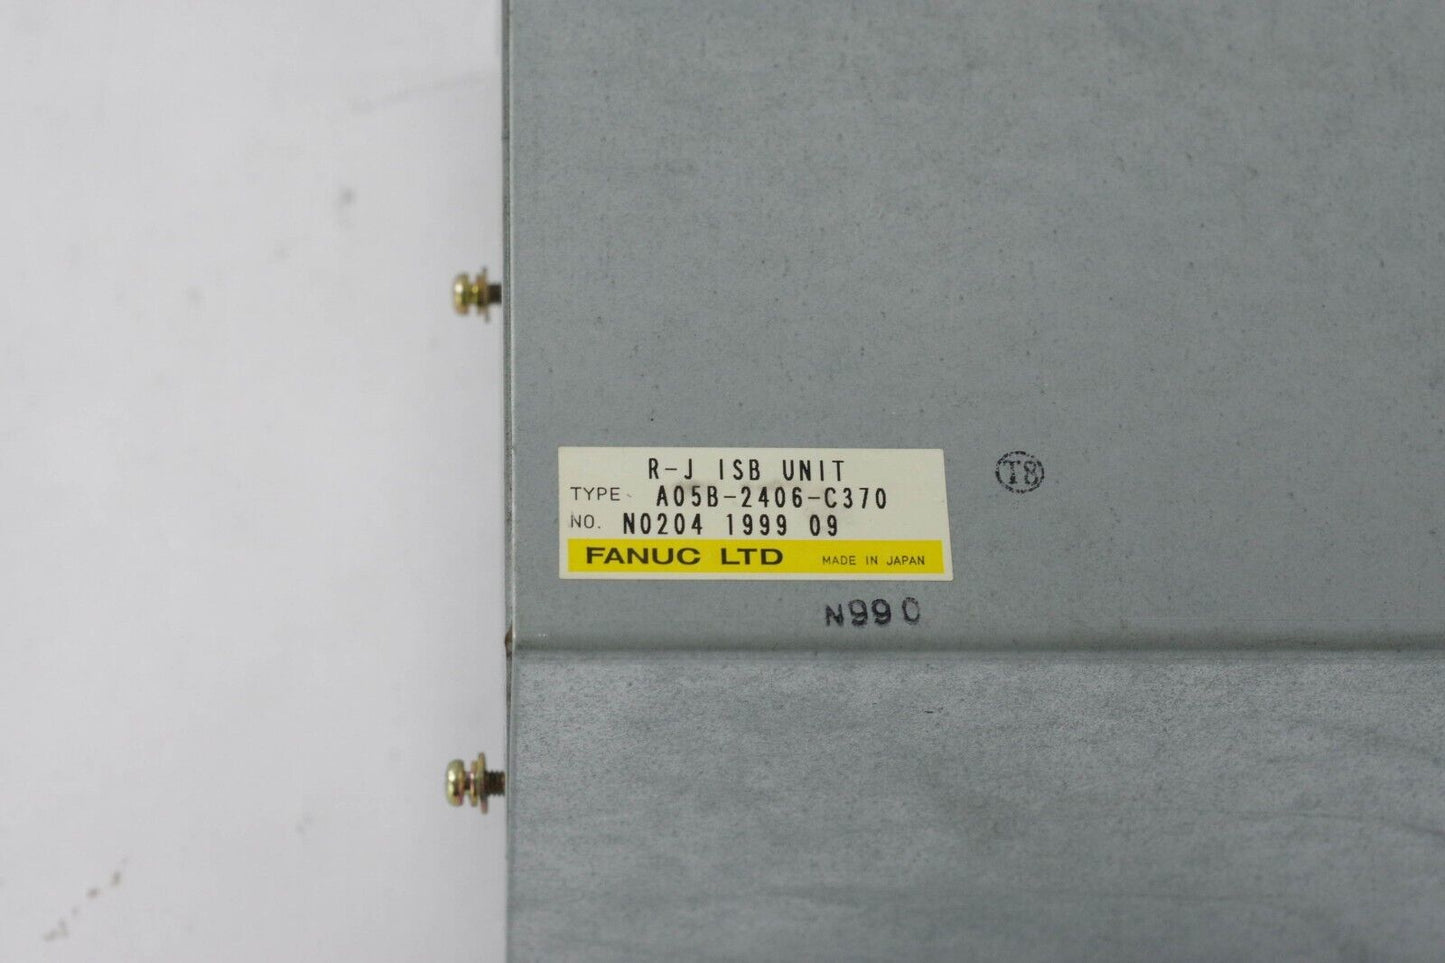 R-J ISB UNIT
TYPE A05B-2406-C370
NO. N0204 1999 09
FANUC LTD MADE IN JAPAN
T8
N990